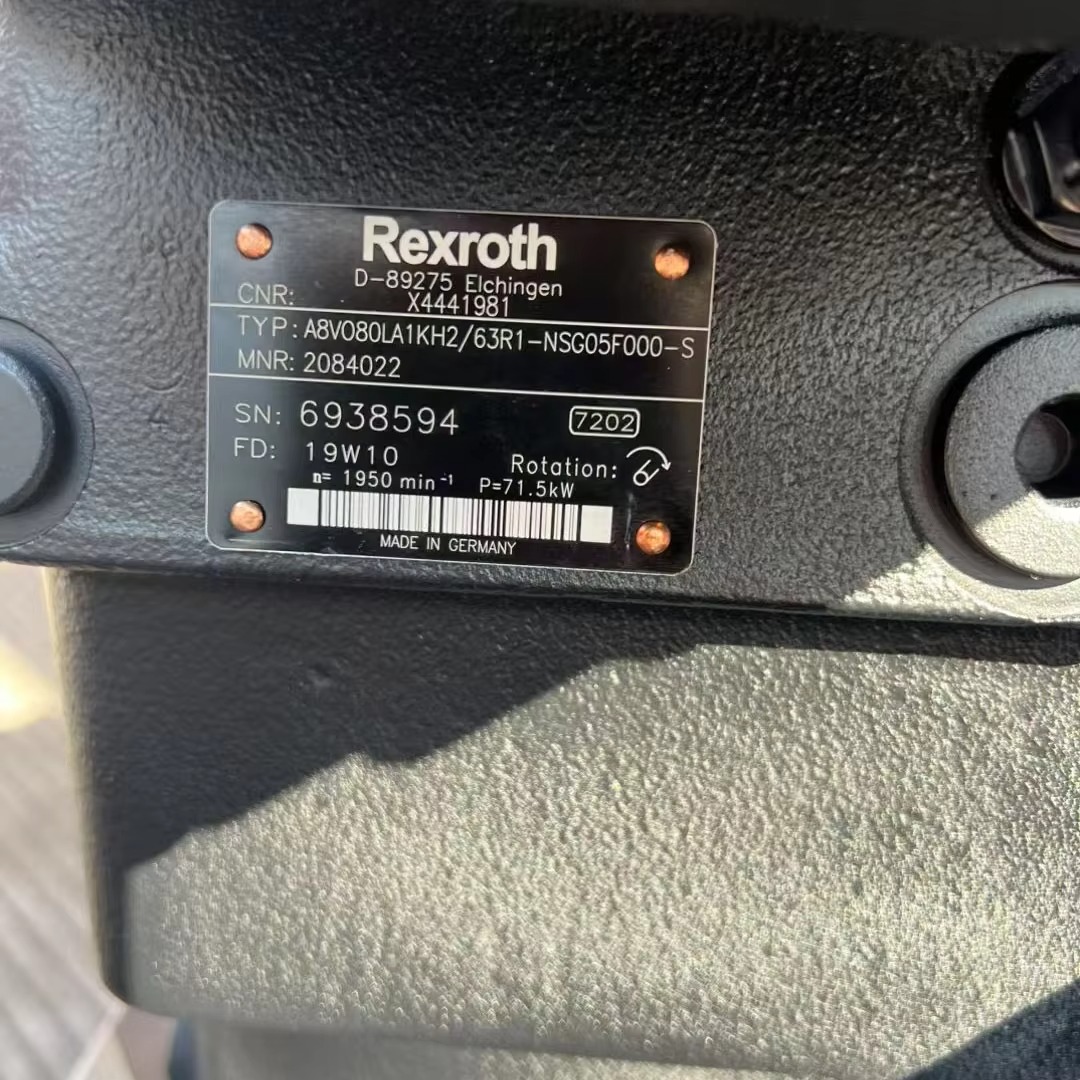 Rexroth
D-89275 Elchingen
CNR: X4441981
TYP: A8VO80LA1KH2/63R1-NSG05F000-S
MNR: 2084022
SN: 6938594 7202
FD: 19W10 Rotation:
n= 1950 min⁻¹ P=71.5kW
MADE IN GERMANY